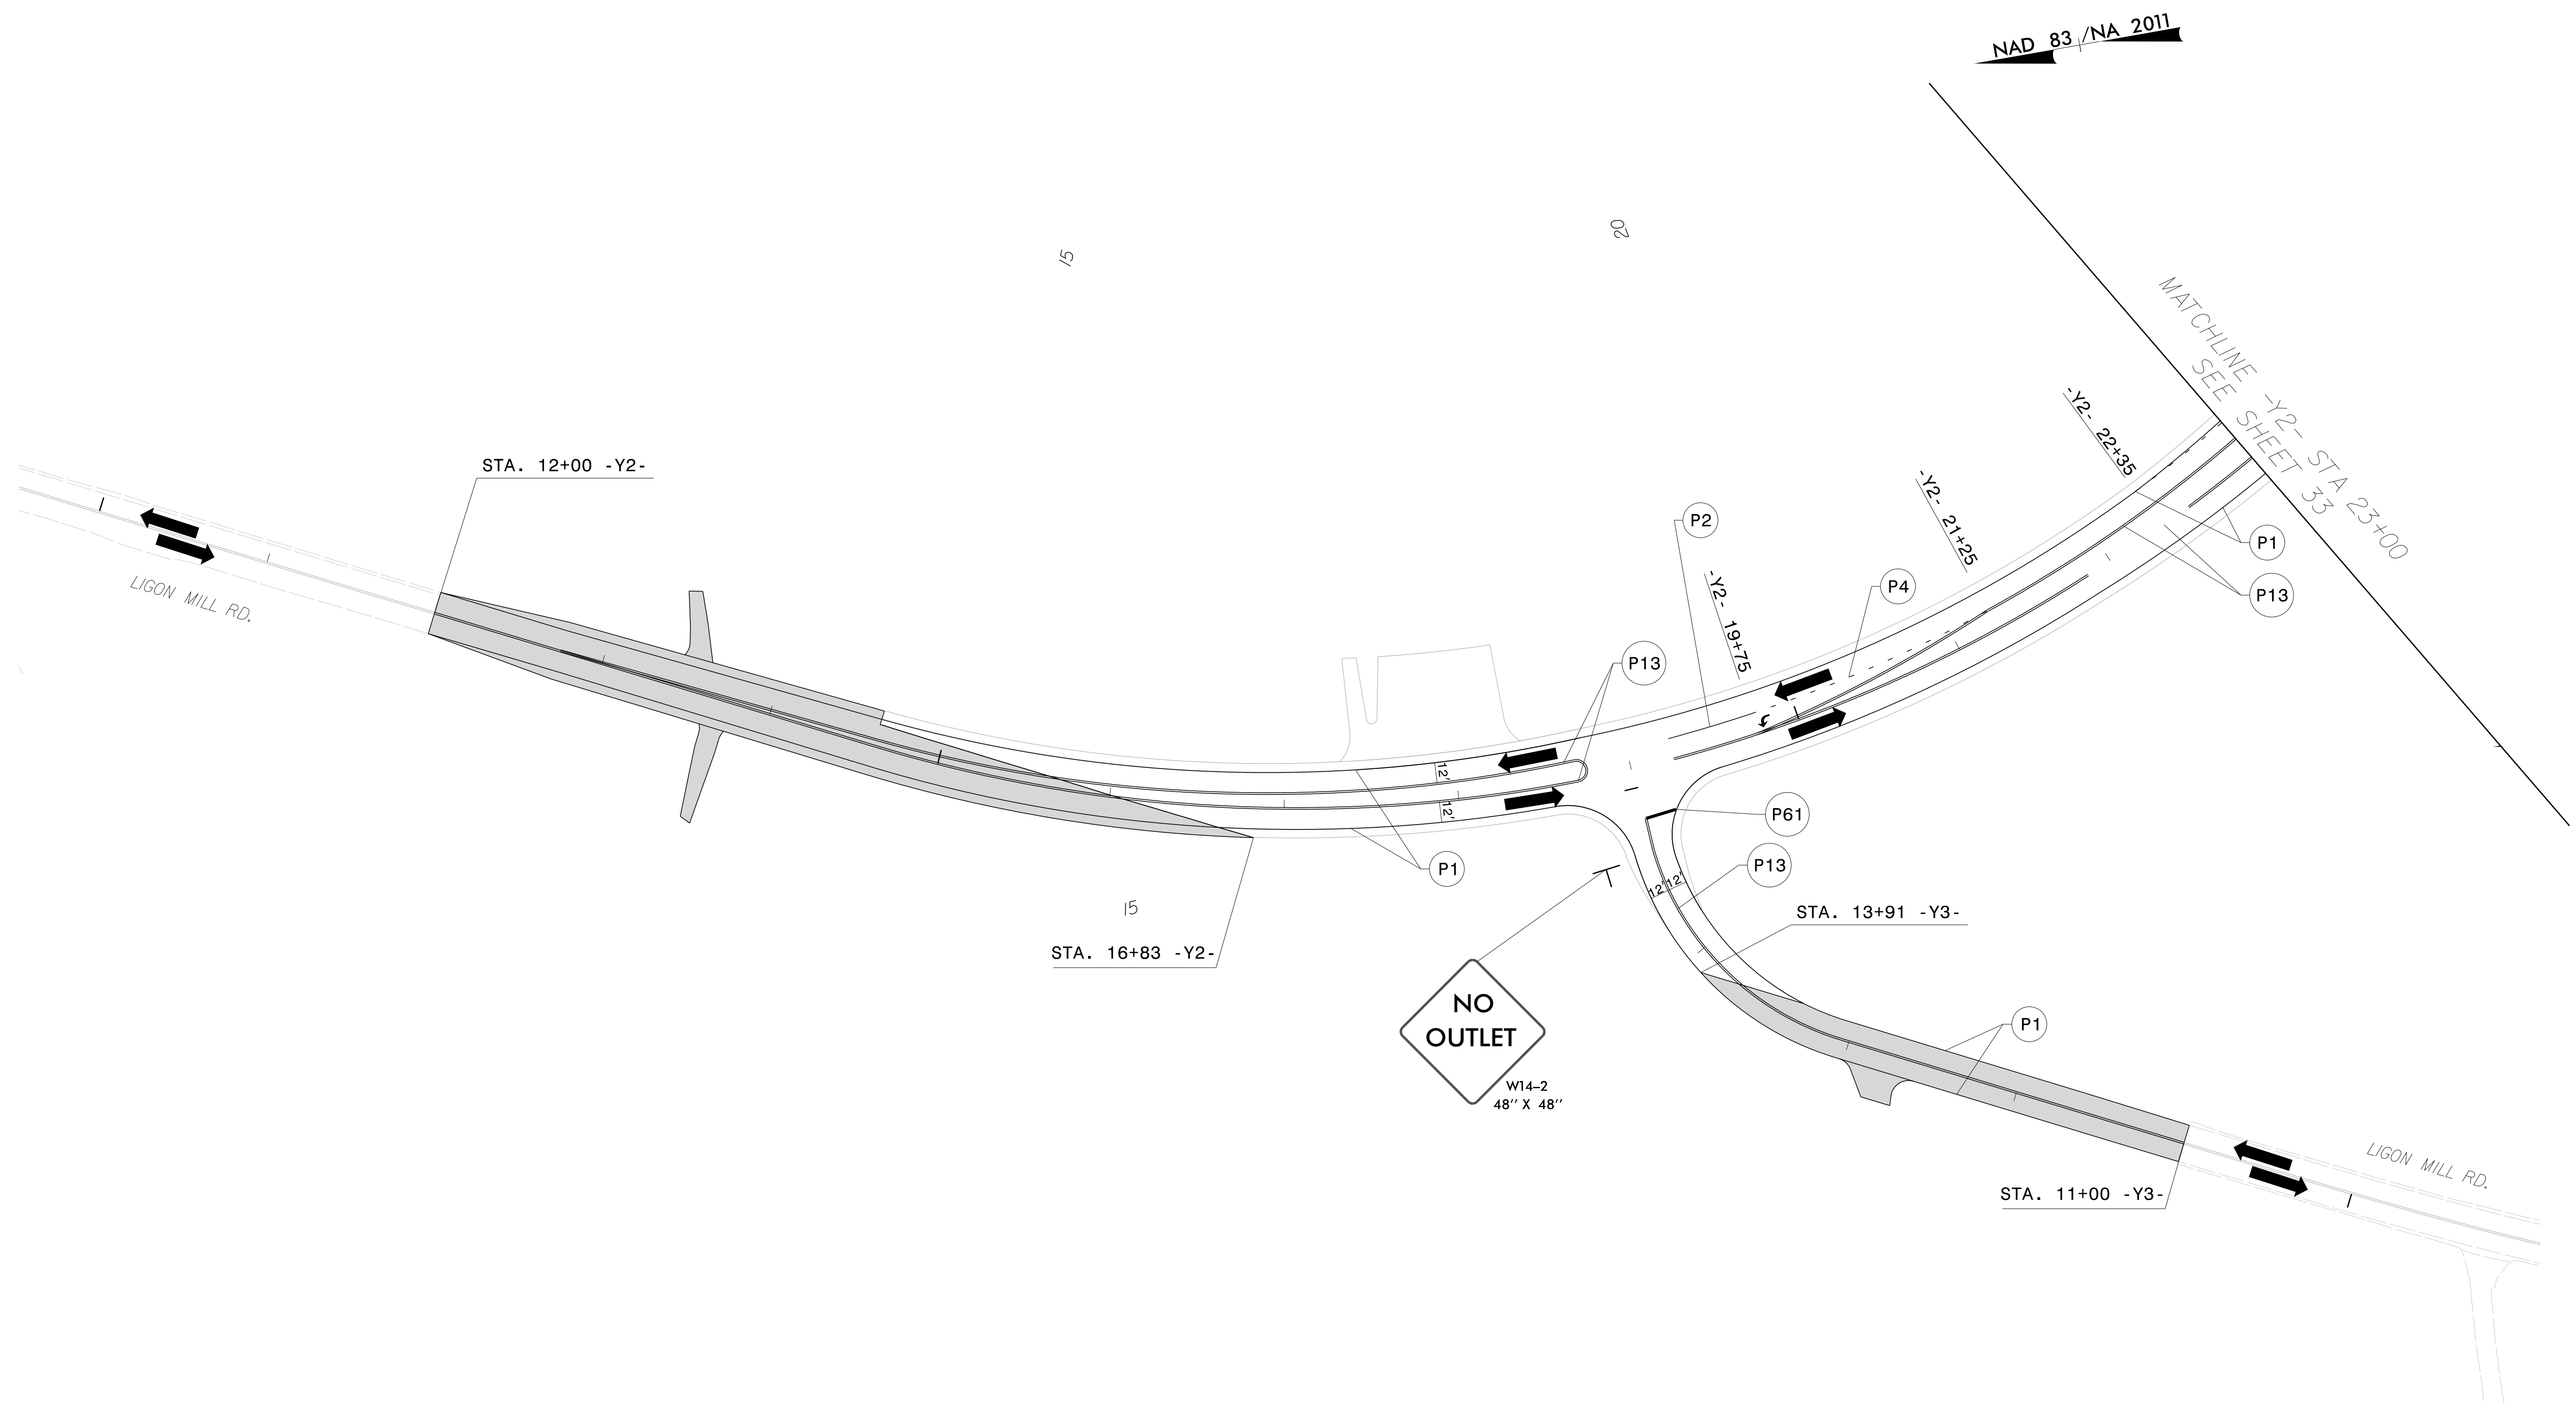 NAD 83 /NA 2011
15
20
MATCHLINE -Y2- STA 23+00
SEE SHEET 33
-Y2- 22+35
-Y2- 21+25
-Y2- 19+75
STA. 12+00 -Y2-
LIGON MILL RD.
P2
P4
P1
P13
P13
12'
12'
P61
P13
P1
12'
12'
15
STA. 16+83 -Y2-
STA. 13+91 -Y3-
NO
OUTLET
W14-2
48'' X 48''
P1
LIGON MILL RD.
STA. 11+00 -Y3-